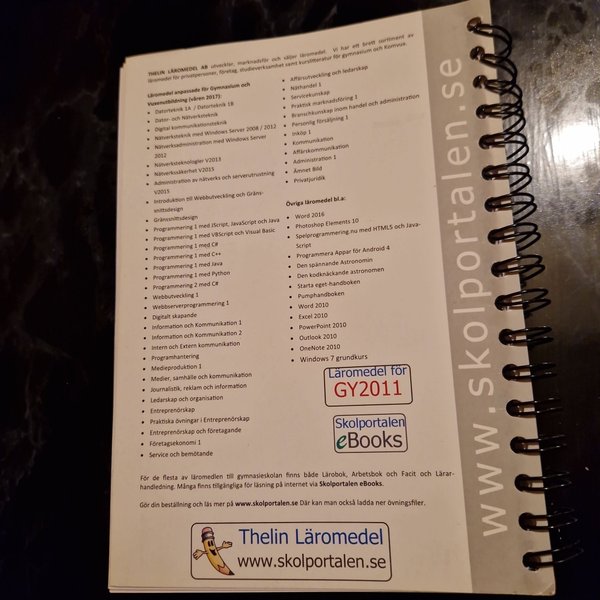 THELIN LÄROMEDEL AB utvecklar, marknadsför och säljer läromedel. Vi har ett brett sortiment av
läromedel för privatpersoner, företag, studieverksamhet samt kurslitteratur för gymnasium och Komvux.
Läromedel anpassade för Gymnasium och
Vuxenutbildning (våren 2017):
• Datorteknik 1A / Datorteknik 1B
• Dator- och Nätverksteknik
• Digital kommunikationsteknik
• Nätverksteknik med Windows Server 2008 / 2012
• Nätverksadministration med Windows Server
2012
• Nätverksteknologier V2013
• Nätverkssäkerhet V2015
• Administration av nätverks och serverutrustning
V2015
• Introduktion till Webbutveckling och Gräns-
snittsdesign
• Gränssnittsdesign
• Programmering 1 med JScript, JavaScript och Java
• Programmering 1 med VBScript och Visual Basic
• Programmering 1 med C#
• Programmering 1 med C++
• Programmering 1 med Java
• Programmering 1 med Python
• Programmering 2 med C#
• Webbutveckling 1
• Webbserverprogrammering 1
• Digitalt skapande
• Information och Kommunikation 1
• Information och Kommunikation 2
• Intern och Extern kommunikation
• Programhantering
• Medieproduktion 1
• Medier, samhälle och kommunikation
• Journalistik, reklam och information
• Ledarskap och organisation
• Entreprenörskap
• Praktiska övningar i Entreprenörskap
• Entreprenörskap och företagande
• Företagsekonomi 1
• Service och bemötande
• Affärsutveckling och ledarskap
• Näthandel 1
• Servicekunskap
• Praktisk marknadsföring 1
• Branschkunskap inom handel och administration
• Personlig försäljning 1
• Inköp 1
• Kommunikation
• Affärskommunikation
• Administration 1
• Ämnet Bild
• Privatjuridik
Övriga läromedel bl.a:
• Word 2016
• Photoshop Elements 10
• Spelprogrammering.nu med HTML5 och Java-
Script
• Programmera Appar för Android 4
• Den spännande Astronomin
• Den kodknäckande astronomen
• Starta eget-handboken
• Pumphandboken
• Word 2010
• Excel 2010
• PowerPoint 2010
• Outlook 2010
• OneNote 2010
• Windows 7 grundkurs
Läromedel för
GY2011
Skolportalen
eBooks
För de flesta av läromedlen till gymnasieskolan finns både Lärobok, Arbetsbok och Facit och Lärar-
handledning. Många finns tillgängliga för läsning på internet via Skolportalen eBooks.
Gör din beställning och läs mer på www.skolportalen.se Där kan man också ladda ner övningsfiler.
Thelin Läromedel
www.skolportalen.se
www.skolportalen.se